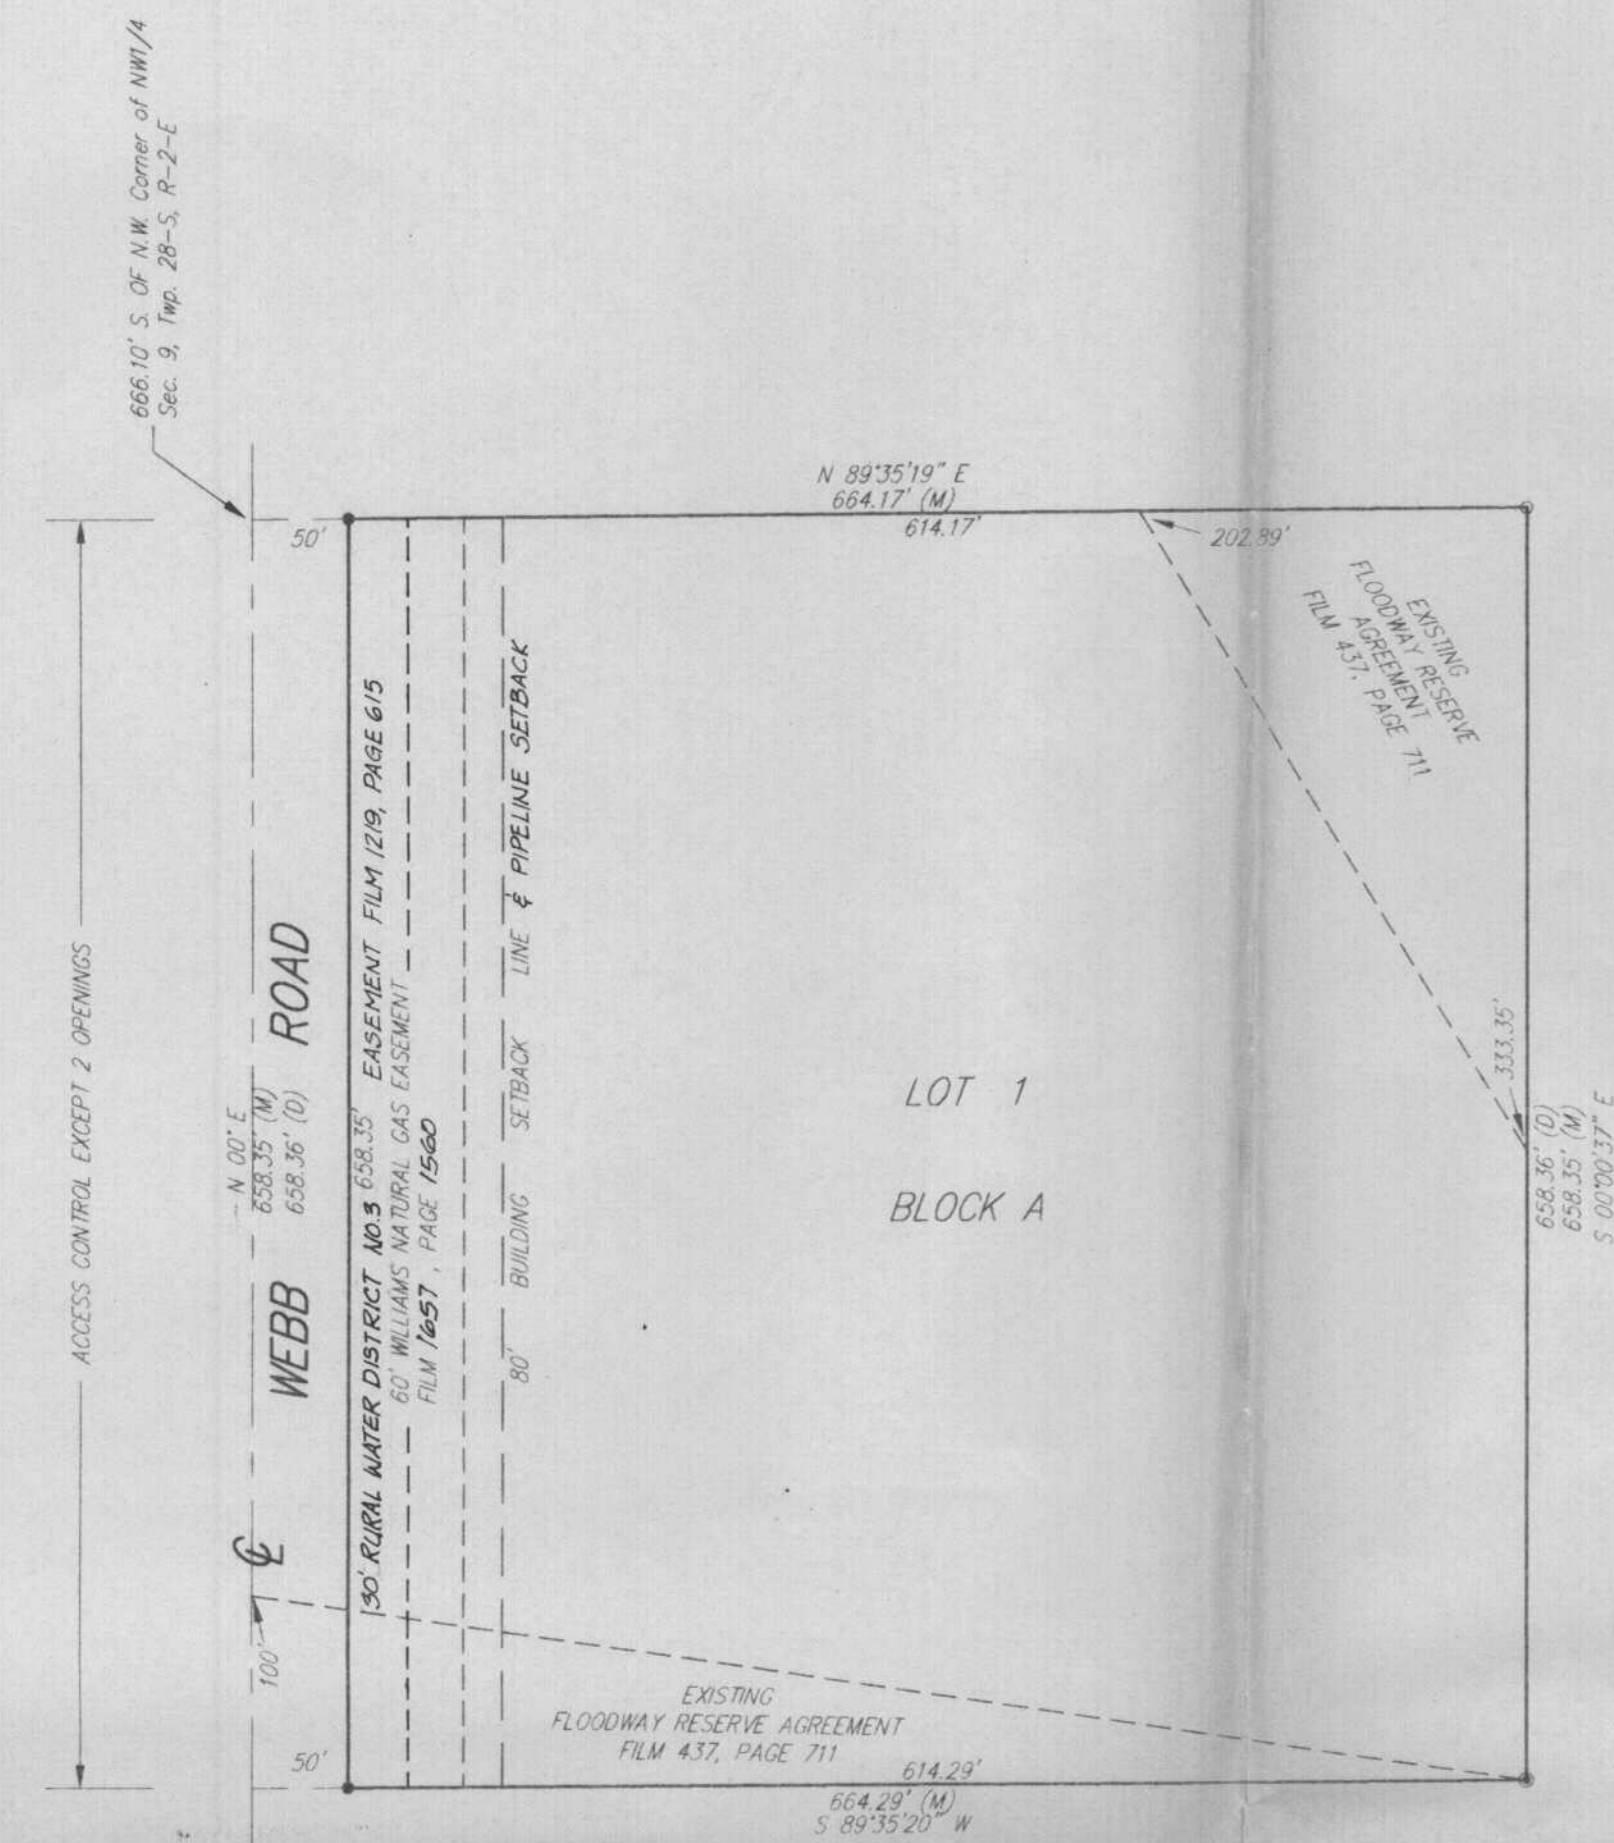 666.10' S. OF N.W. Corner of NW1/4
Sec. 9, Twp. 28-S, R-2-E
N 89°35'19" E
664.17' (M)
614.17'
50'
202.89'
EXISTING
FLOODWAY RESERVE
AGREEMENT
FILM 437, PAGE 711
ACCESS CONTROL EXCEPT 2 OPENINGS
N 00° E
658.35' (M)
658.36' (D)
WEBB ROAD
℄
100'
50'
30' RURAL WATER DISTRICT NO.3 658.35' EASEMENT FILM 1219, PAGE 615
60' WILLIAMS NATURAL GAS EASEMENT
FILM 1657, PAGE 1560
80' BUILDING SETBACK LINE & PIPELINE SETBACK
LOT 1
BLOCK A
333.35'
658.36' (D)
658.35' (M)
S 00°00'37" E
EXISTING
FLOODWAY RESERVE AGREEMENT
FILM 437, PAGE 711
614.29'
664.29' (M)
S 89°35'20" W